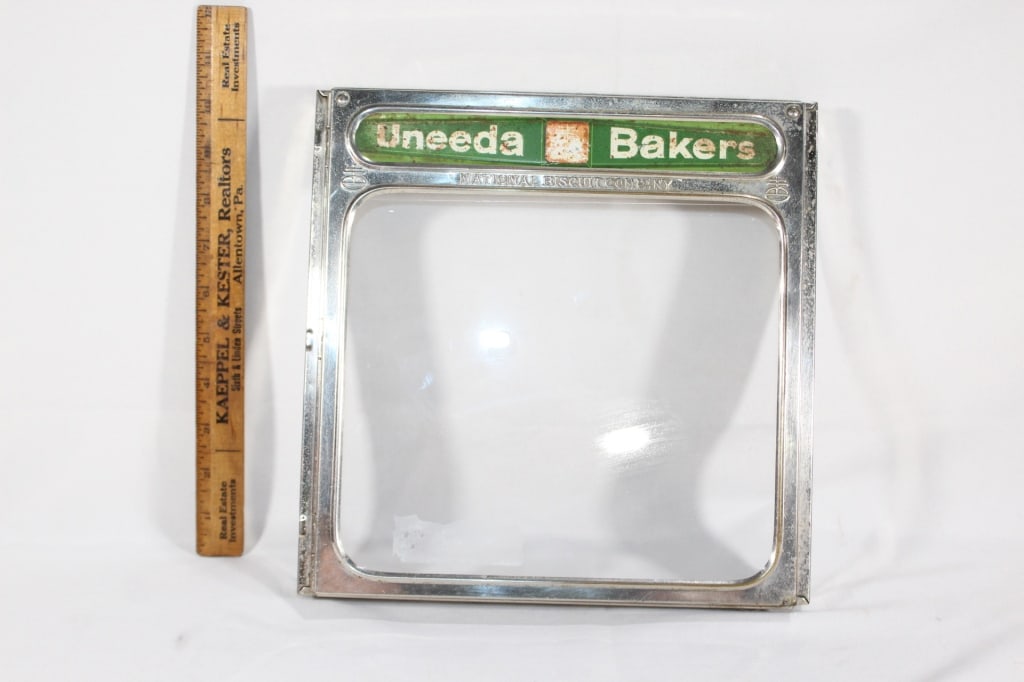 Real Estate
Investments
KAEPPEL & KESTER, Realtors
Allentown, Pa.
Sixth & Linden Streets
Real Estate
Investments
Uneeda Bakers
NATIONAL BISCUIT COMPANY